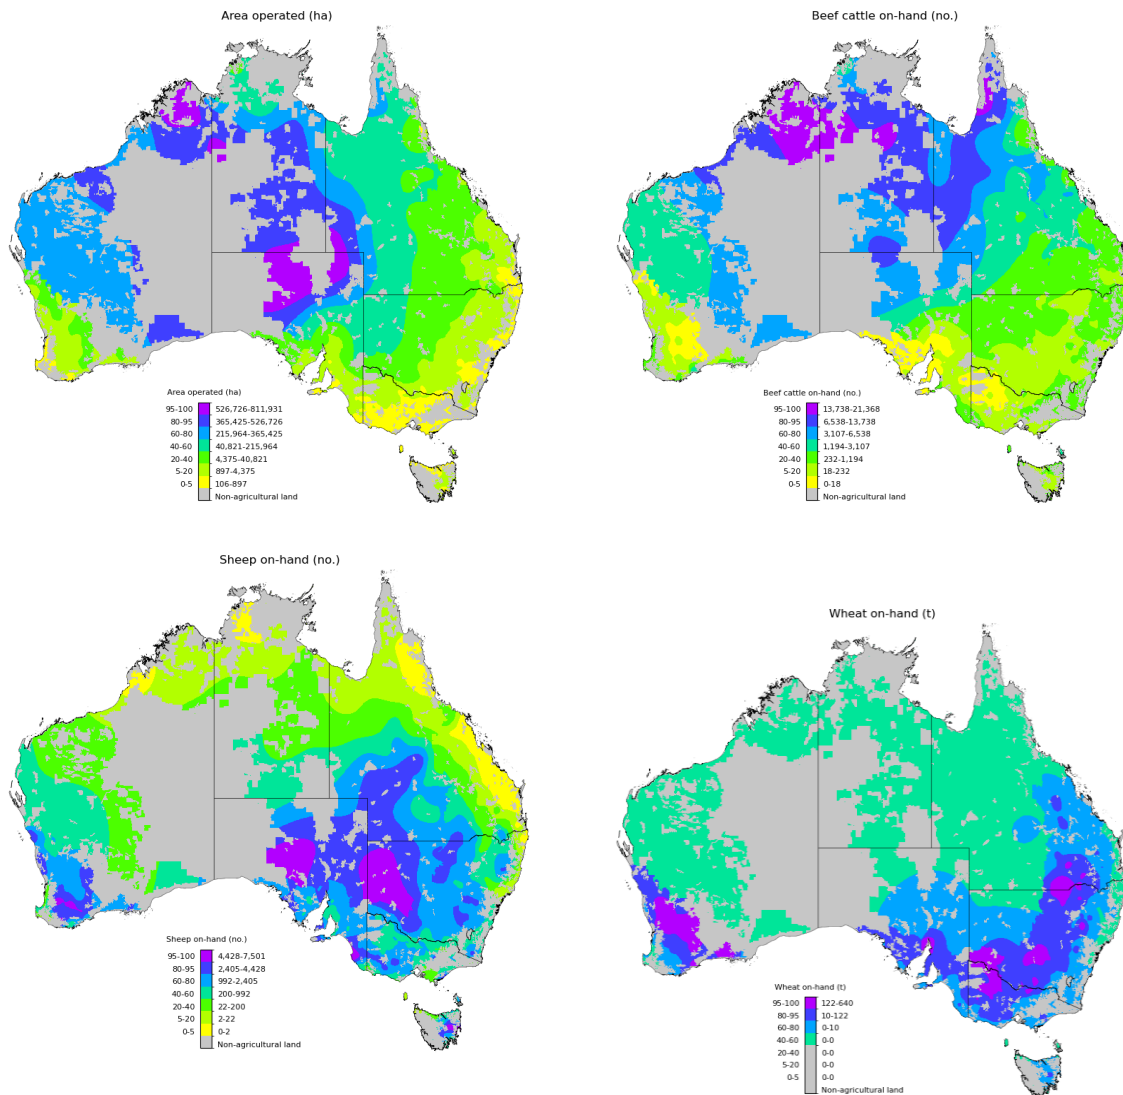 Area operated (ha)
Beef cattle on-hand (no.)
Area operated (ha)
95-100 526,726-811,931
80-95 365,425-526,726
60-80 215,964-365,425
40-60 40,821-215,964
20-40 4,375-40,821
5-20 897-4,375
0-5 106-897
Non-agricultural land
Beef cattle on-hand (no.)
95-100 13,738-21,368
80-95 6,538-13,738
60-80 3,107-6,538
40-60 1,194-3,107
20-40 232-1,194
5-20 18-232
0-5 0-18
Non-agricultural land
Sheep on-hand (no.)
Wheat on-hand (t)
Sheep on-hand (no.)
95-100 4,428-7,501
80-95 2,405-4,428
60-80 992-2,405
40-60 200-992
20-40 22-200
5-20 2-22
0-5 0-2
Non-agricultural land
Wheat on-hand (t)
95-100 122-640
80-95 10-122
60-80 0-10
40-60 0-0
20-40 0-0
5-20 0-0
0-5 0-0
Non-agricultural land